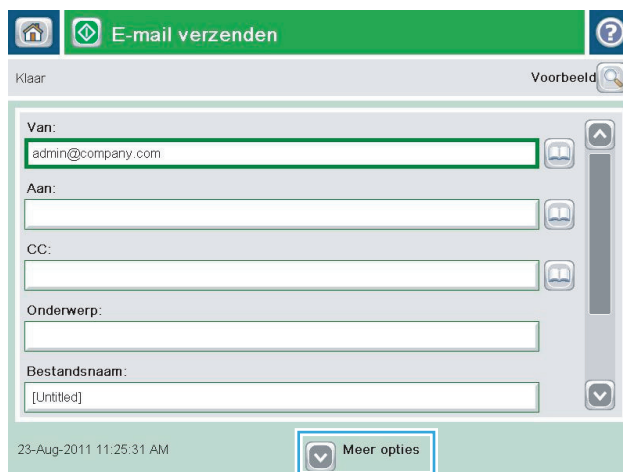 E-mail verzenden
?
Klaar
Voorbeeld
Van:
admin@company.com
Aan:
CC:
Onderwerp:
Bestandsnaam:
[Untitled]
23-Aug-2011 11:25:31 AM
Meer opties